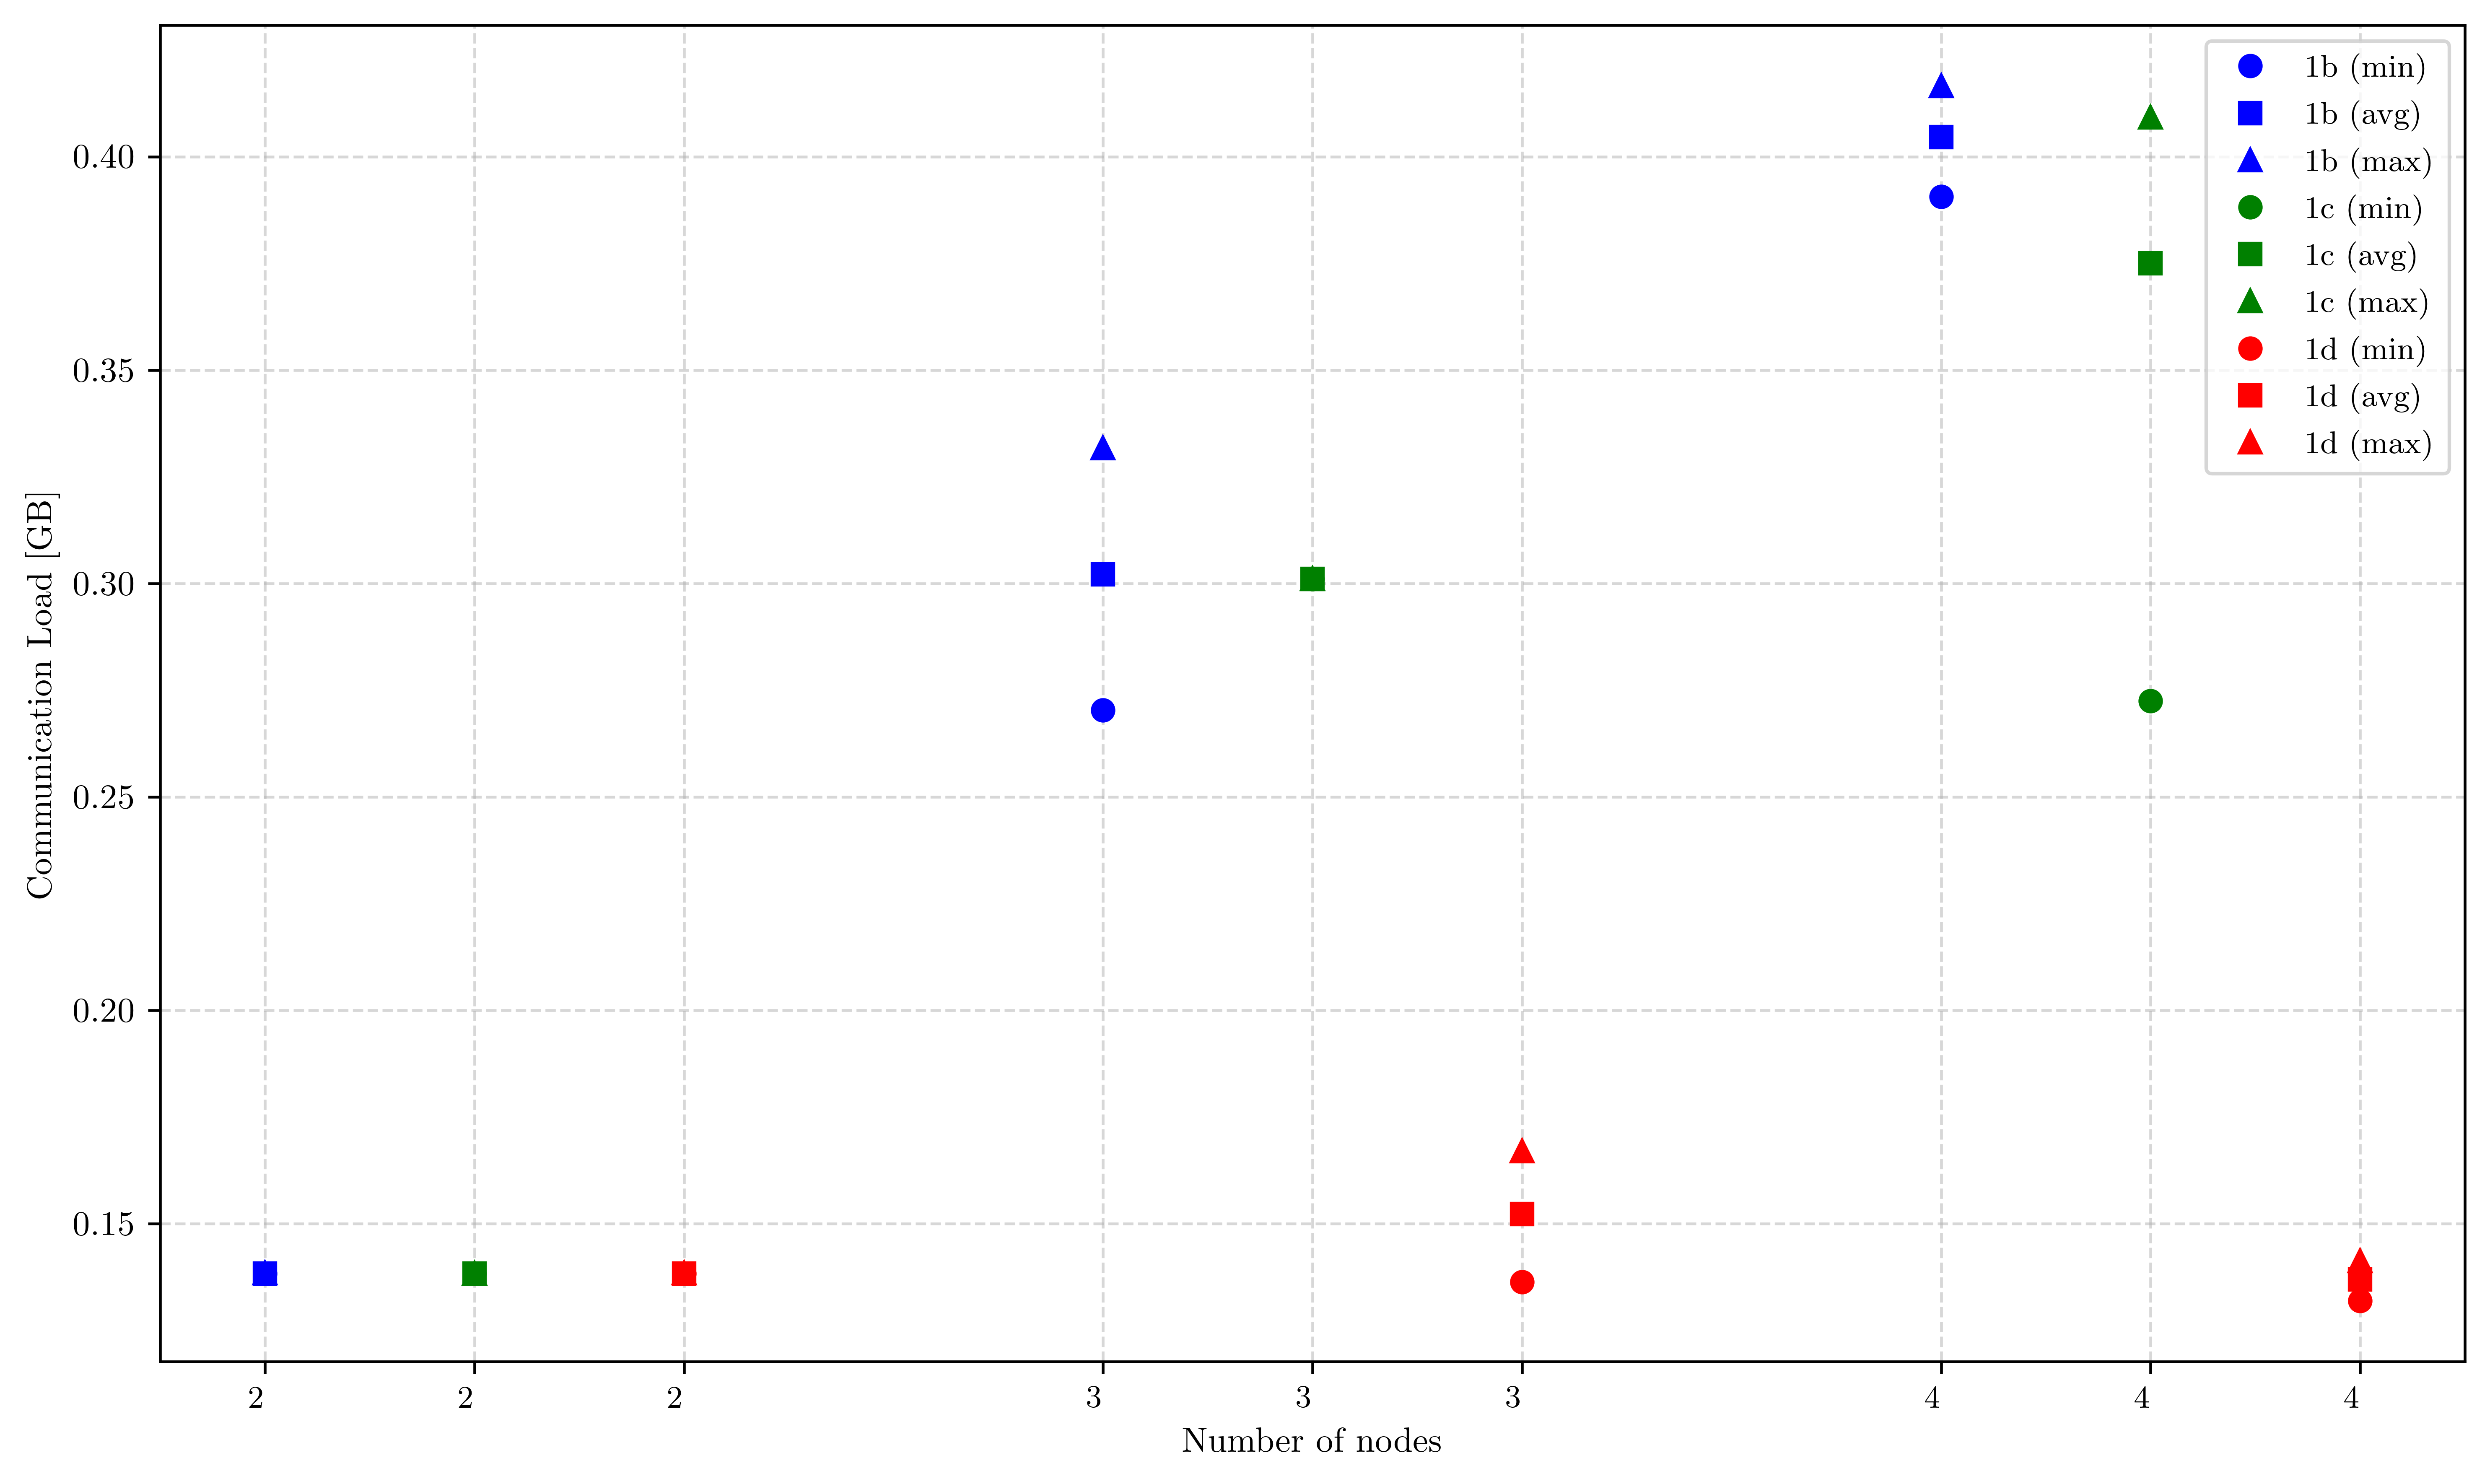 0.40
0.35
0.30
0.25
0.20
0.15
Communication Load [GB]
2 2 2 3 3 3 4 4 4
Number of nodes
1b (min)
1b (avg)
1b (max)
1c (min)
1c (avg)
1c (max)
1d (min)
1d (avg)
1d (max)